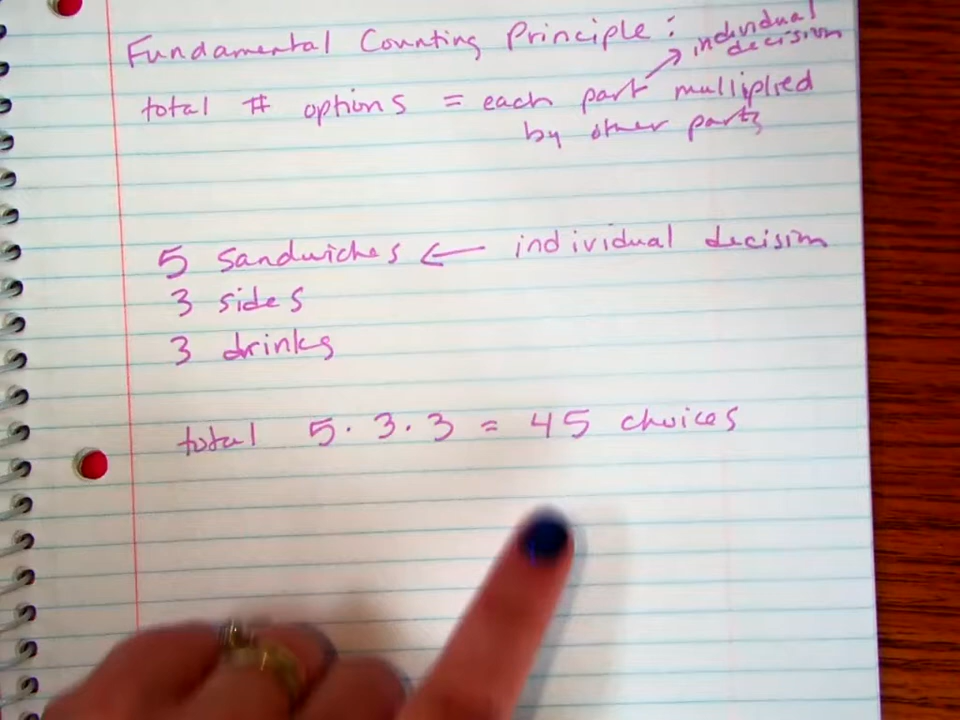 Fundamental Counting Principle:
individual
decision
total # options = each part multiplied
by other parts
5 sandwiches ← individual decision
3 sides
3 drinks
total 5·3·3 = 45 choices